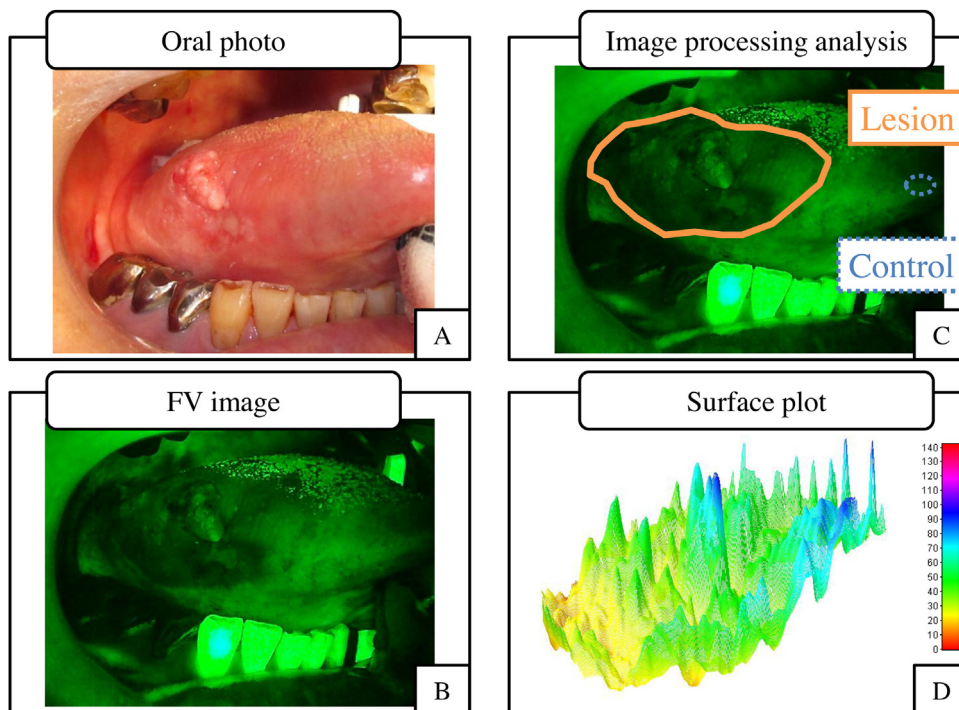 Oral photo
A
Image processing analysis
Lesion
Control
C
FV image
B
Surface plot
140
130
120
110
100
90
80
70
60
50
40
30
20
10
0
D